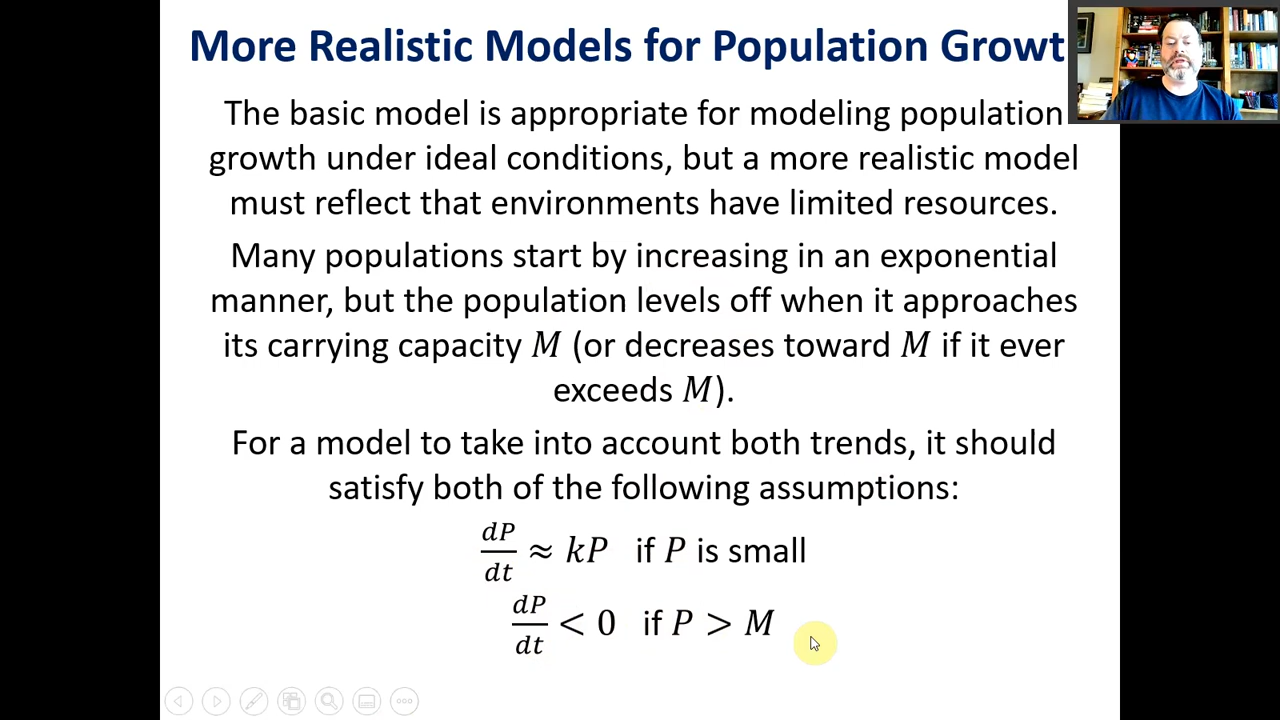 More Realistic Models for Population Growt
The basic model is appropriate for modeling population
growth under ideal conditions, but a more realistic model
must reflect that environments have limited resources.
Many populations start by increasing in an exponential
manner, but the population levels off when it approaches
its carrying capacity M (or decreases toward M if it ever
exceeds M).
For a model to take into account both trends, it should
satisfy both of the following assumptions:
dP/dt ≈ kP if P is small
dP/dt < 0 if P > M